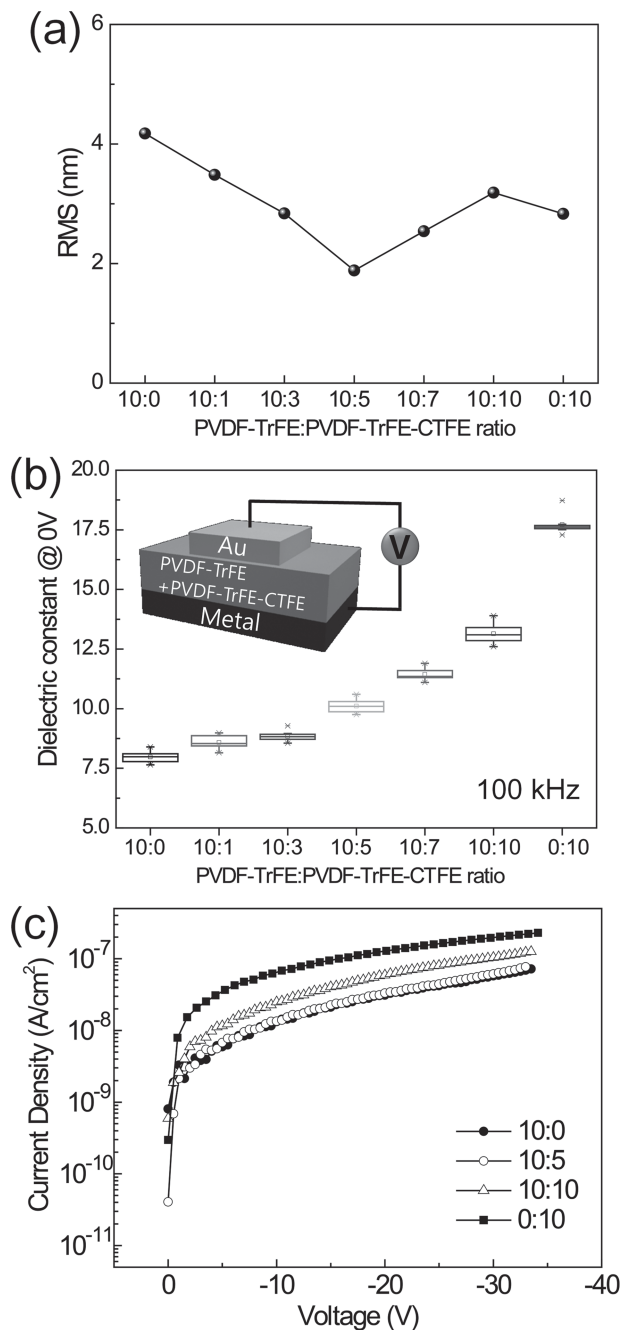 (a)
6
4
2
0
RMS (nm)
10:0 10:1 10:3 10:5 10:7 10:10 0:10
PVDF-TrFE:PVDF-TrFE-CTFE ratio
(b)
20.0
17.5
15.0
12.5
10.0
7.5
5.0
Dielectric constant @ 0V
Au
V
PVDF-TrFE
+PVDF-TrFE-CTFE
Metal
100 kHz
10:0 10:1 10:3 10:5 10:7 10:10 0:10
PVDF-TrFE:PVDF-TrFE-CTFE ratio
(c)
10⁻⁷
10⁻⁸
10⁻⁹
10⁻¹⁰
10⁻¹¹
Current Density (A/cm²)
10:0
10:5
10:10
0:10
0 -10 -20 -30 -40
Voltage (V)